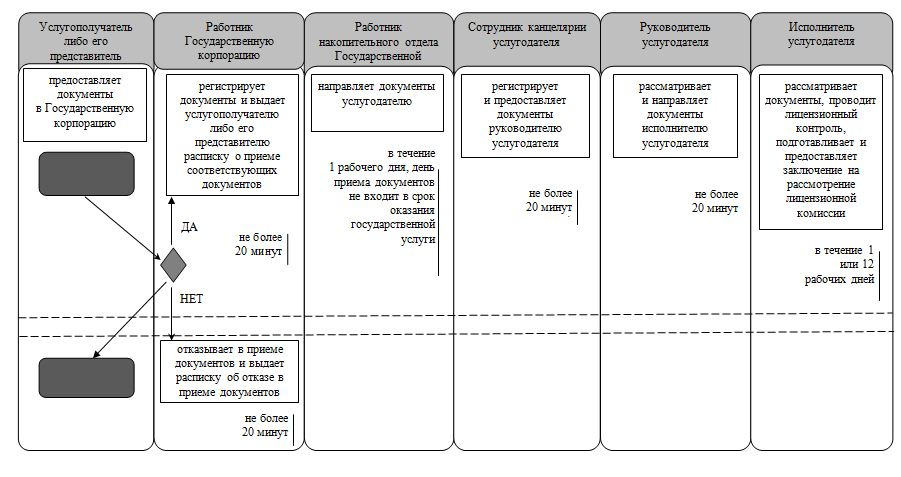 Услугополучатель
либо его
представитель
Работник
Государственную
корпорацию
Работник
накопительного отдела
Государственной
Сотрудник канцелярии
услугодателя
Руководитель
услугодателя
Исполнитель
услугодателя
предоставляет
документы
в Государственную
корпорацию
регистрирует
документы и выдает
услугополучателю
либо его
представителю
расписку о приеме
соответствующих
документов
направляет документы
услугодателю
регистрирует
и предоставляет
документы
руководителю
услугодателя
рассматривает
и направляет
документы
исполнителю
услугодателя
рассматривает
документы, проводит
лицензионный
контроль,
подготавливает и
предоставляет
заключение на
рассмотрение
лицензионной
комиссии
в течение
1 рабочего дня, день
приема документов
не входит в срок
оказания
государственной
услуги
не более
20 минут
не более
20 минут
ДА
не более
20 минут
в течение 1
или 12
рабочих дней
НЕТ
отказывает в приеме
документов и выдает
расписку об отказе в
приеме документов
не более
20 минут